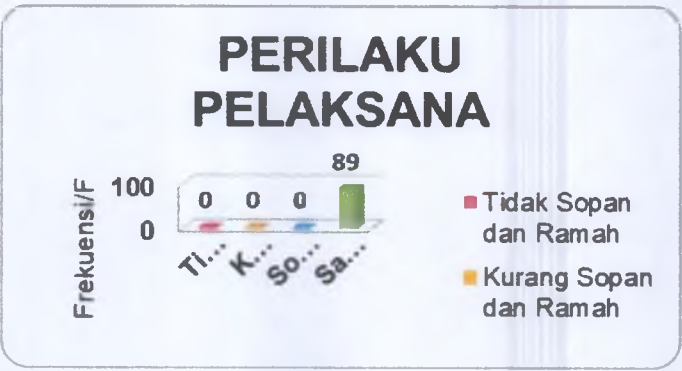 PERILAKU
PELAKSANA
89
100
0 0 0
0
Frekuensi/F
Ti...
K...
So...
Sa...
Tidak Sopan
dan Ramah
Kurang Sopan
dan Ramah